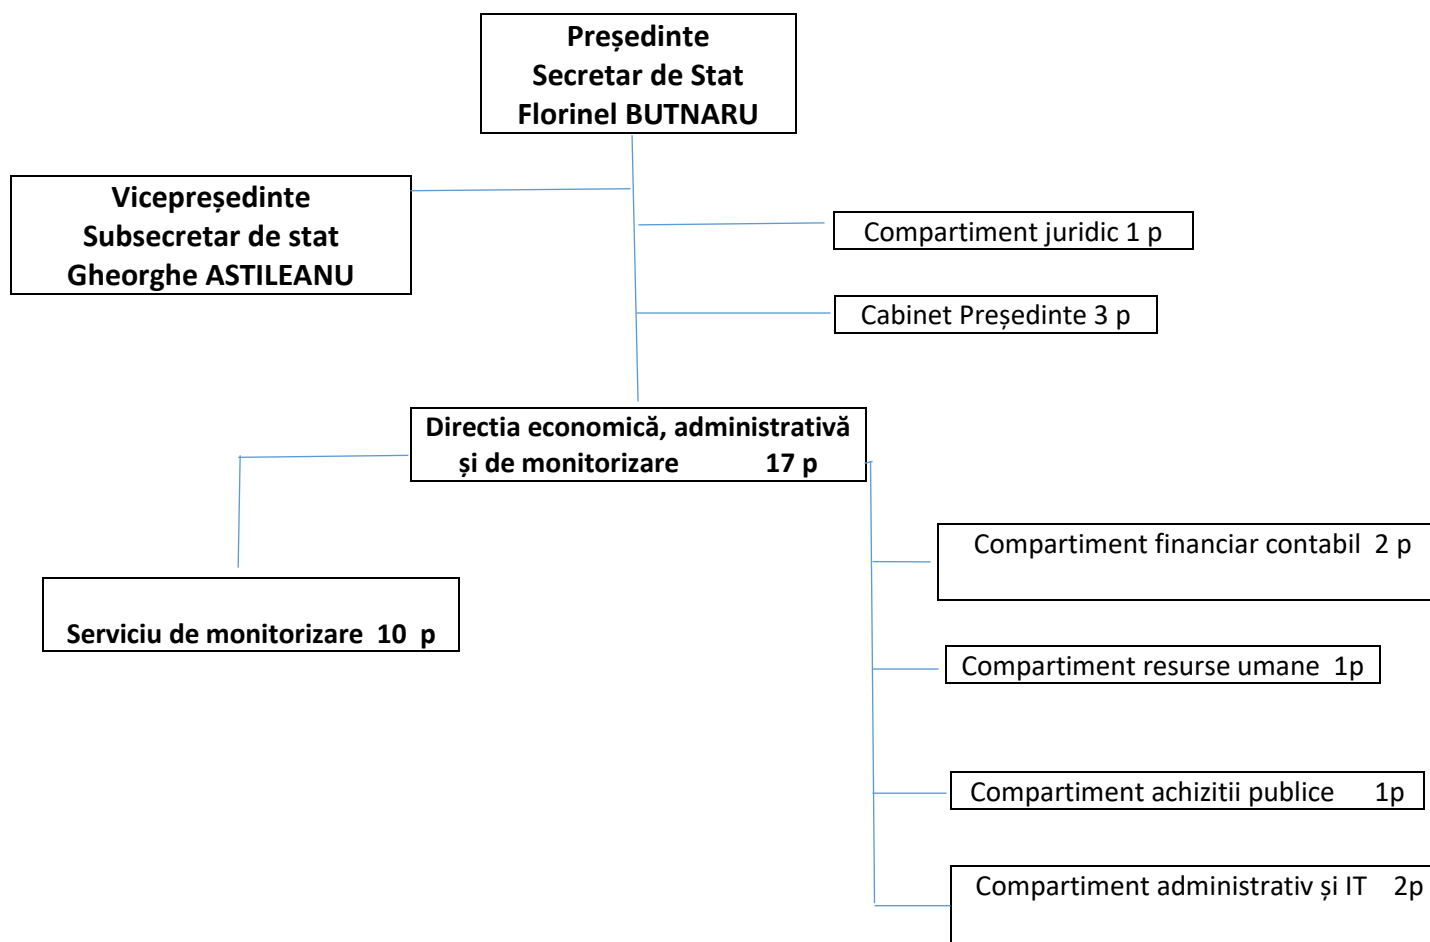 Președinte
Secretar de Stat
Florinel BUTNARU
Vicepreședinte
Subsecretar de stat
Gheorghe ASTILEANU
Compartiment juridic 1 p
Cabinet Președinte 3 p
Directia economică, administrativă
și de monitorizare 17 p
Compartiment financiar contabil 2 p
Serviciu de monitorizare 10 p
Compartiment resurse umane 1p
Compartiment achizitii publice 1p
Compartiment administrativ și IT 2p